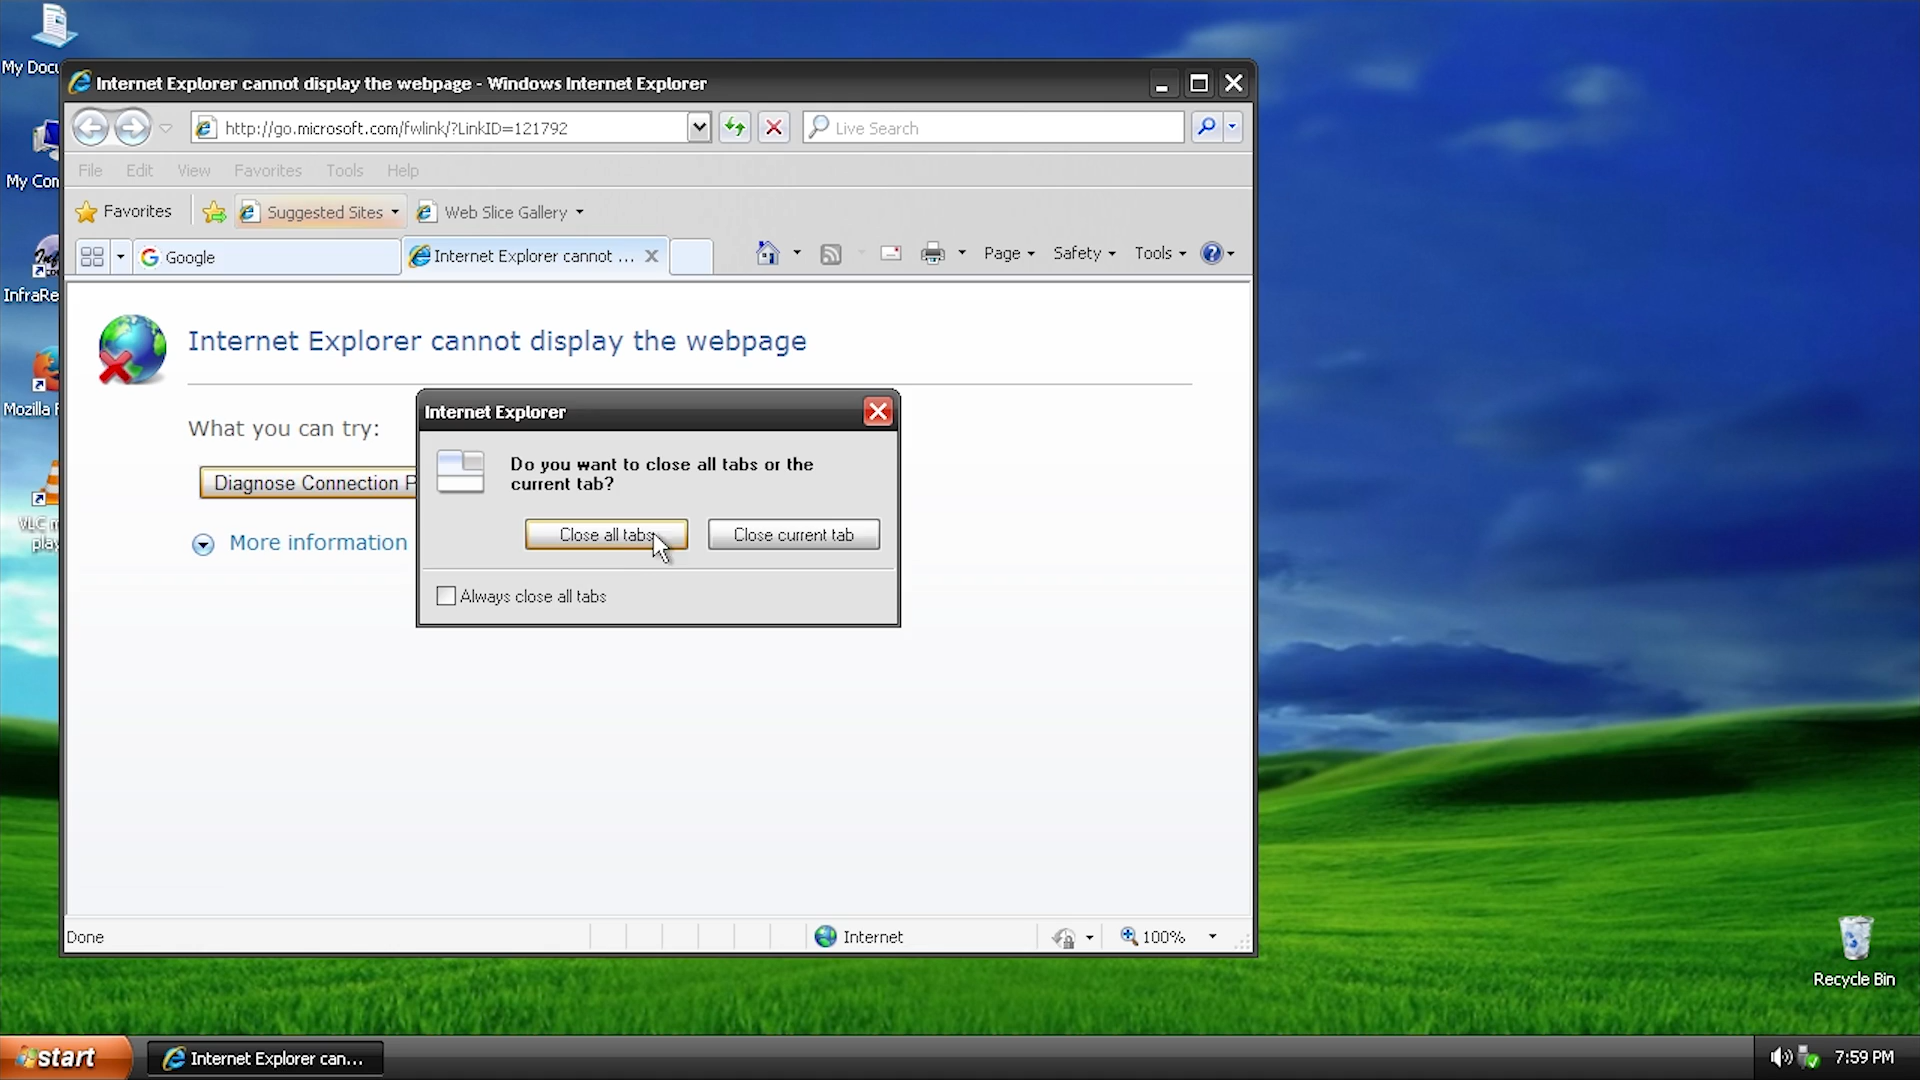 My Docu
Internet Explorer cannot display the webpage - Windows Internet Explorer
http://go.microsoft.com/fwlink/?LinkID=121792
Live Search
File Edit View Favorites Tools Help
My Con
Favorites Suggested Sites Web Slice Gallery
Google Internet Explorer cannot ... Page Safety Tools
InfraRe
Internet Explorer cannot display the webpage
Mozilla F
What you can try:
Diagnose Connection P
More information
VLC m
play
Internet Explorer
Do you want to close all tabs or the
current tab?
Close all tabs Close current tab
Always close all tabs
Done Internet 100%
Recycle Bin
start Internet Explorer can... 7:59 PM